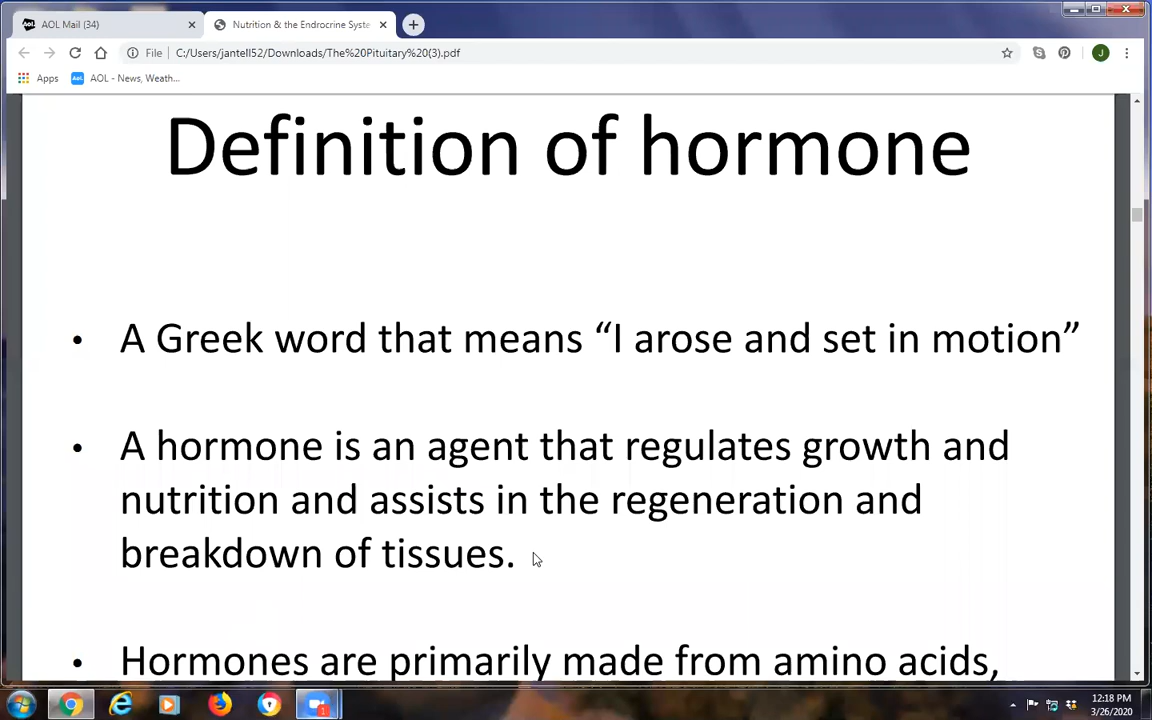 AOL Mail (34)
Nutrition & the Endocrine Syste
File
C:/Users/jantell52/Downloads/The%20Pituitary%20(3).pdf
J
Apps
AOL - News, Weath...
Definition of hormone
• A Greek word that means “I arose and set in motion”
• A hormone is an agent that regulates growth and
nutrition and assists in the regeneration and
breakdown of tissues.
• Hormones are primarily made from amino acids,
12:18 PM
3/26/2020